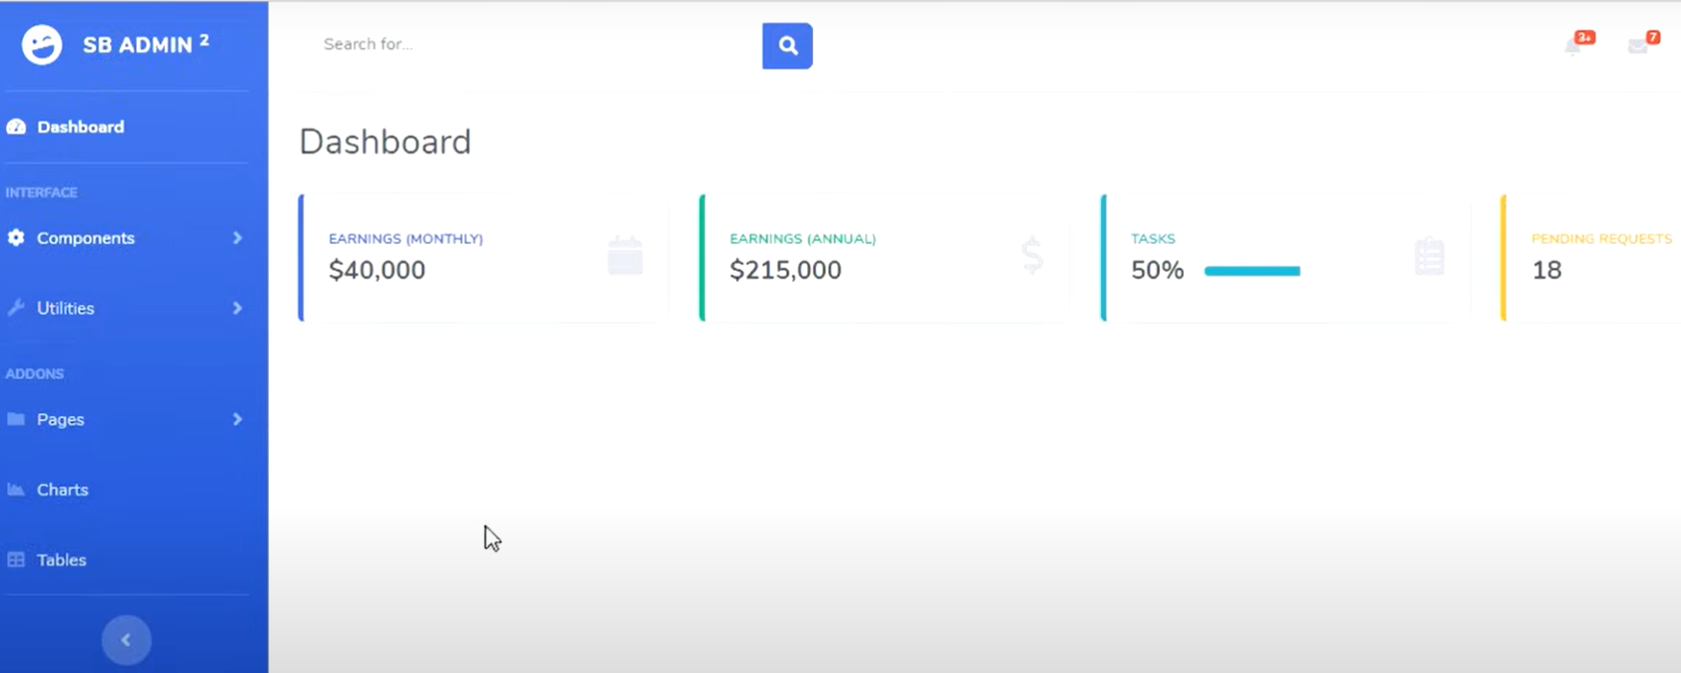 SB ADMIN 2
Search for...
3+
7
Dashboard
INTERFACE
Components
Utilities
ADDONS
Pages
Charts
Tables
Dashboard
EARNINGS (MONTHLY)
$40,000
EARNINGS (ANNUAL)
$215,000
TASKS
50%
PENDING REQUESTS
18